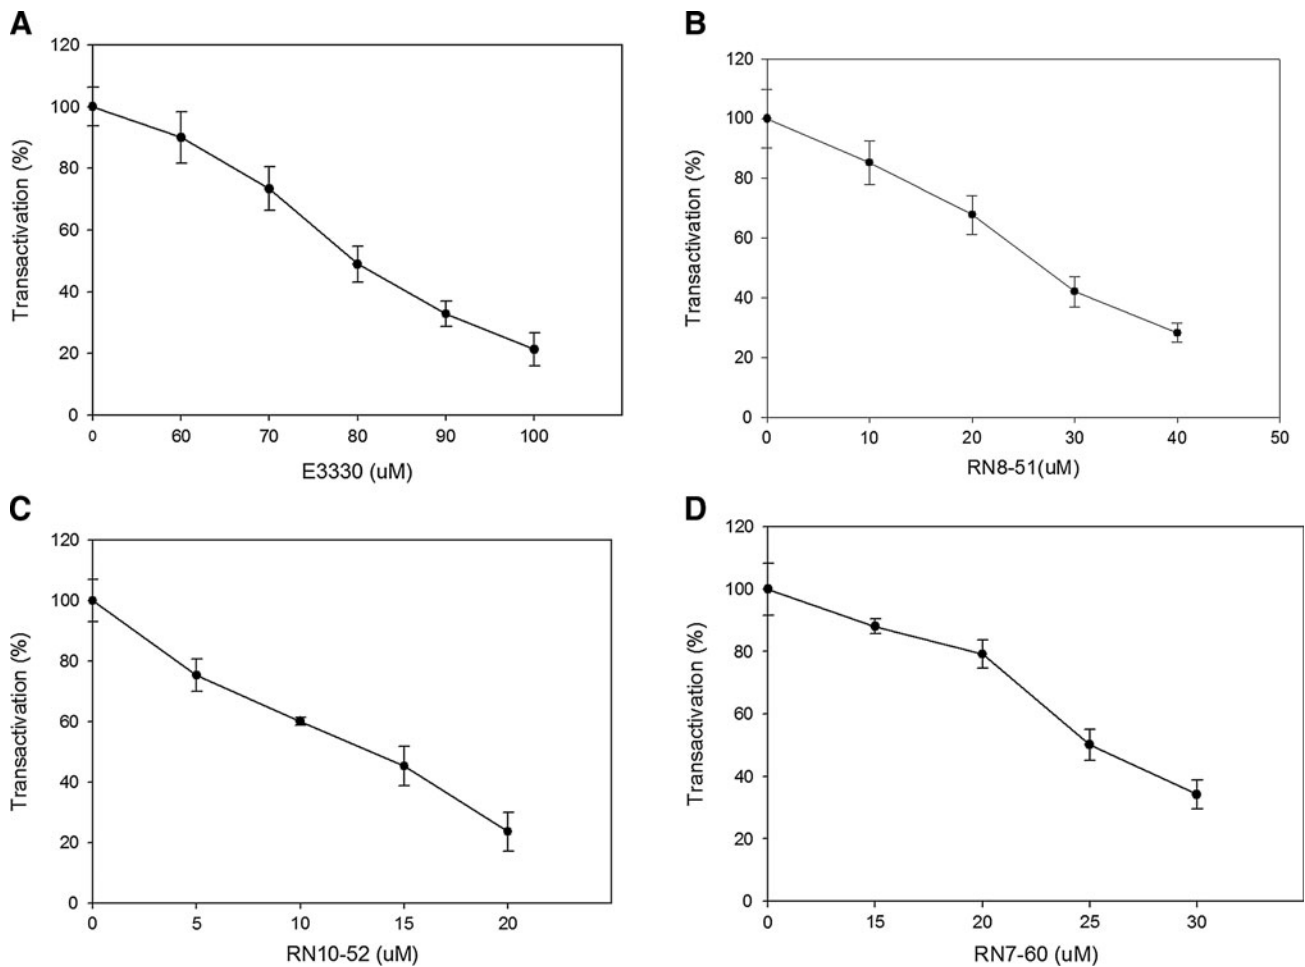 A
120
100
80
60
40
20
0
Transactivation (%)
0 60 70 80 90 100
E3330 (uM)
B
120
100
80
60
40
20
0
Transactivation (%)
0 10 20 30 40 50
RN8-51(uM)
C
120
100
80
60
40
20
0
Transactivation (%)
0 5 10 15 20
RN10-52 (uM)
D
120
100
80
60
40
20
0
Transactivation (%)
0 15 20 25 30
RN7-60 (uM)